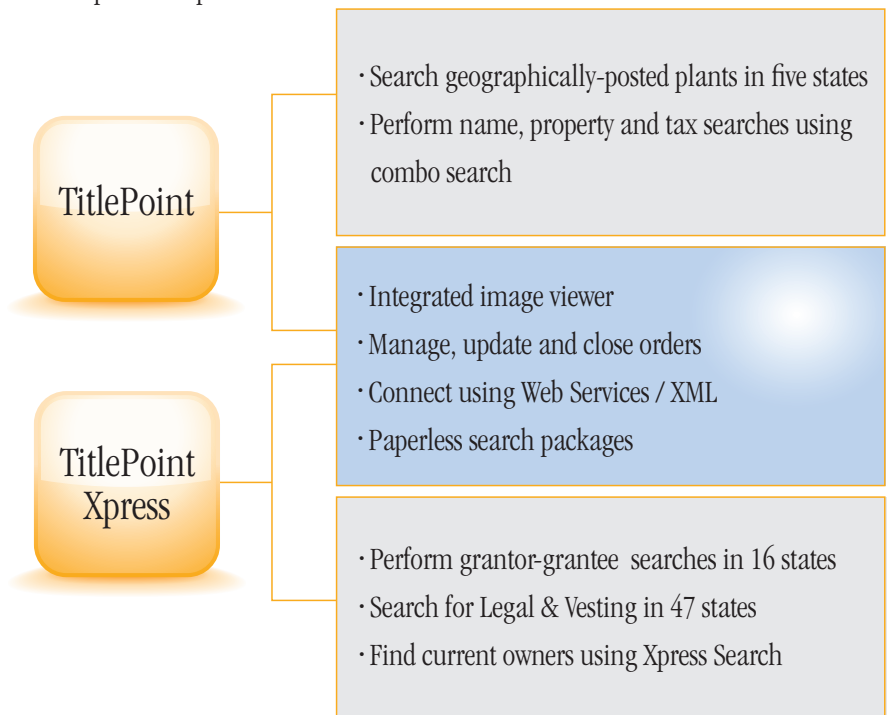 TitlePoint
· Search geographically-posted plants in five states
· Perform name, property and tax searches using
combo search
· Integrated image viewer
· Manage, update and close orders
· Connect using Web Services / XML
· Paperless search packages
TitlePoint
Xpress
· Perform grantor-grantee searches in 16 states
· Search for Legal & Vesting in 47 states
· Find current owners using Xpress Search